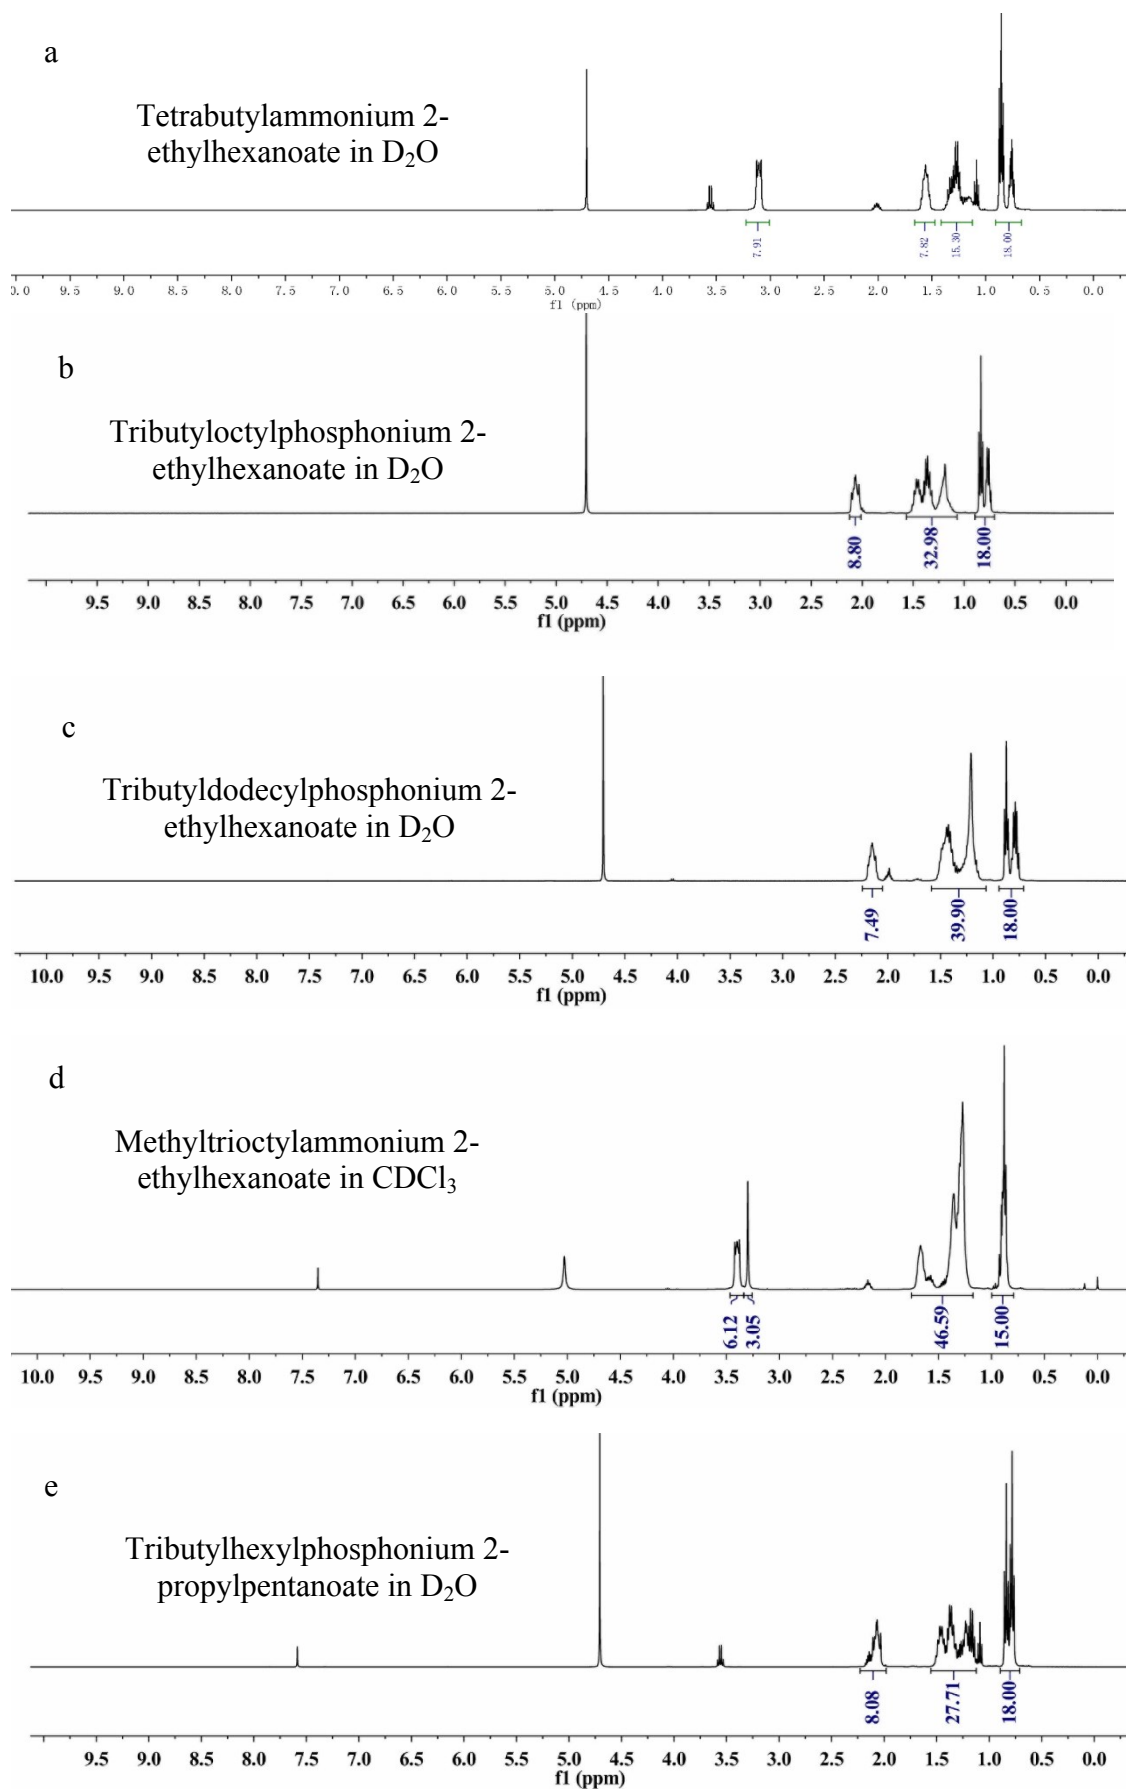 a
Tetrabutylammonium 2-
ethylhexanoate in D₂O
7.91
7.82
15.30
18.00
0.0 9.5 9.0 8.5 8.0 7.5 7.0 6.5 6.0 5.5 5.0 4.5 4.0 3.5 3.0 2.5 2.0 1.5 1.0 0.5 0.0
f1 (ppm)
b
Tributyloctylphosphonium 2-
ethylhexanoate in D₂O
8.80
32.98
18.00
9.5 9.0 8.5 8.0 7.5 7.0 6.5 6.0 5.5 5.0 4.5 4.0 3.5 3.0 2.5 2.0 1.5 1.0 0.5 0.0
f1 (ppm)
c
Tributyldodecylphosphonium 2-
ethylhexanoate in D₂O
7.49
39.90
18.00
10.0 9.5 9.0 8.5 8.0 7.5 7.0 6.5 6.0 5.5 5.0 4.5 4.0 3.5 3.0 2.5 2.0 1.5 1.0 0.5 0.0
f1 (ppm)
d
Methyltrioctylammonium 2-
ethylhexanoate in CDCl₃
6.12
3.05
46.59
15.00
10.0 9.5 9.0 8.5 8.0 7.5 7.0 6.5 6.0 5.5 5.0 4.5 4.0 3.5 3.0 2.5 2.0 1.5 1.0 0.5 0.0
f1 (ppm)
e
Tributylhexylphosphonium 2-
propylpentanoate in D₂O
8.08
27.71
18.00
9.5 9.0 8.5 8.0 7.5 7.0 6.5 6.0 5.5 5.0 4.5 4.0 3.5 3.0 2.5 2.0 1.5 1.0 0.5 0.0
f1 (ppm)